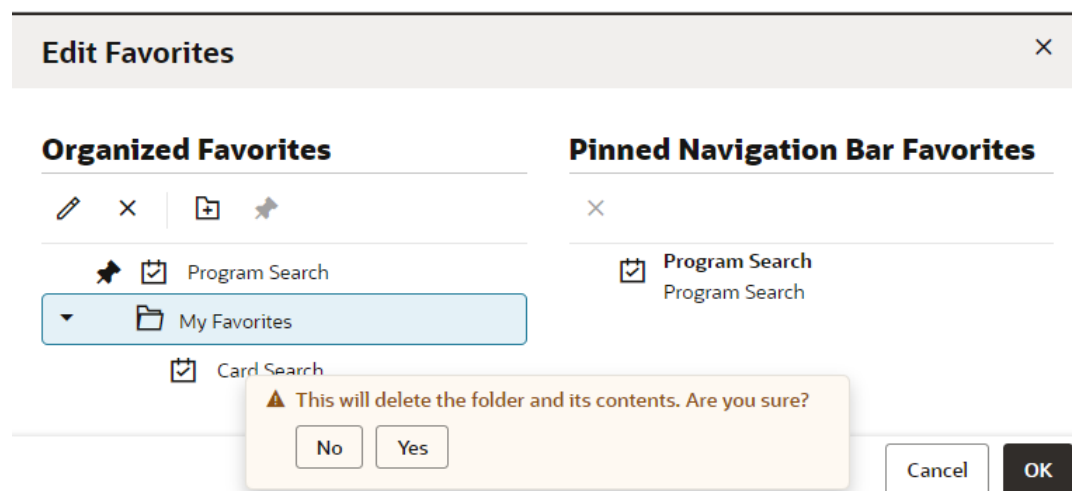 Edit Favorites
Organized Favorites
Pinned Navigation Bar Favorites
Program Search
My Favorites
Card Search
Program Search
Program Search
This will delete the folder and its contents. Are you sure?
No
Yes
Cancel
OK